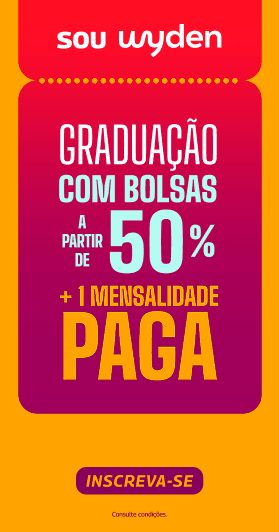 sou wyden
GRADUAÇÃO
COM BOLSAS
A
PARTIR
DE
50%
+ 1 MENSALIDADE
PAGA
INSCREVA-SE
Consulte condições.